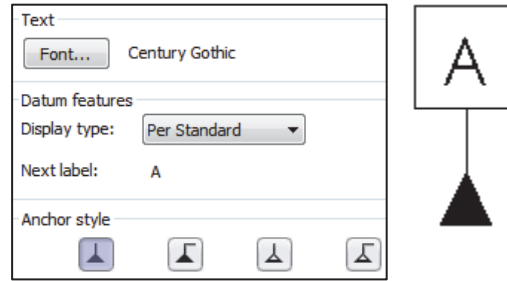 Text
Font... Century Gothic
Datum features
Display type: Per Standard
Next label: A
Anchor style
A